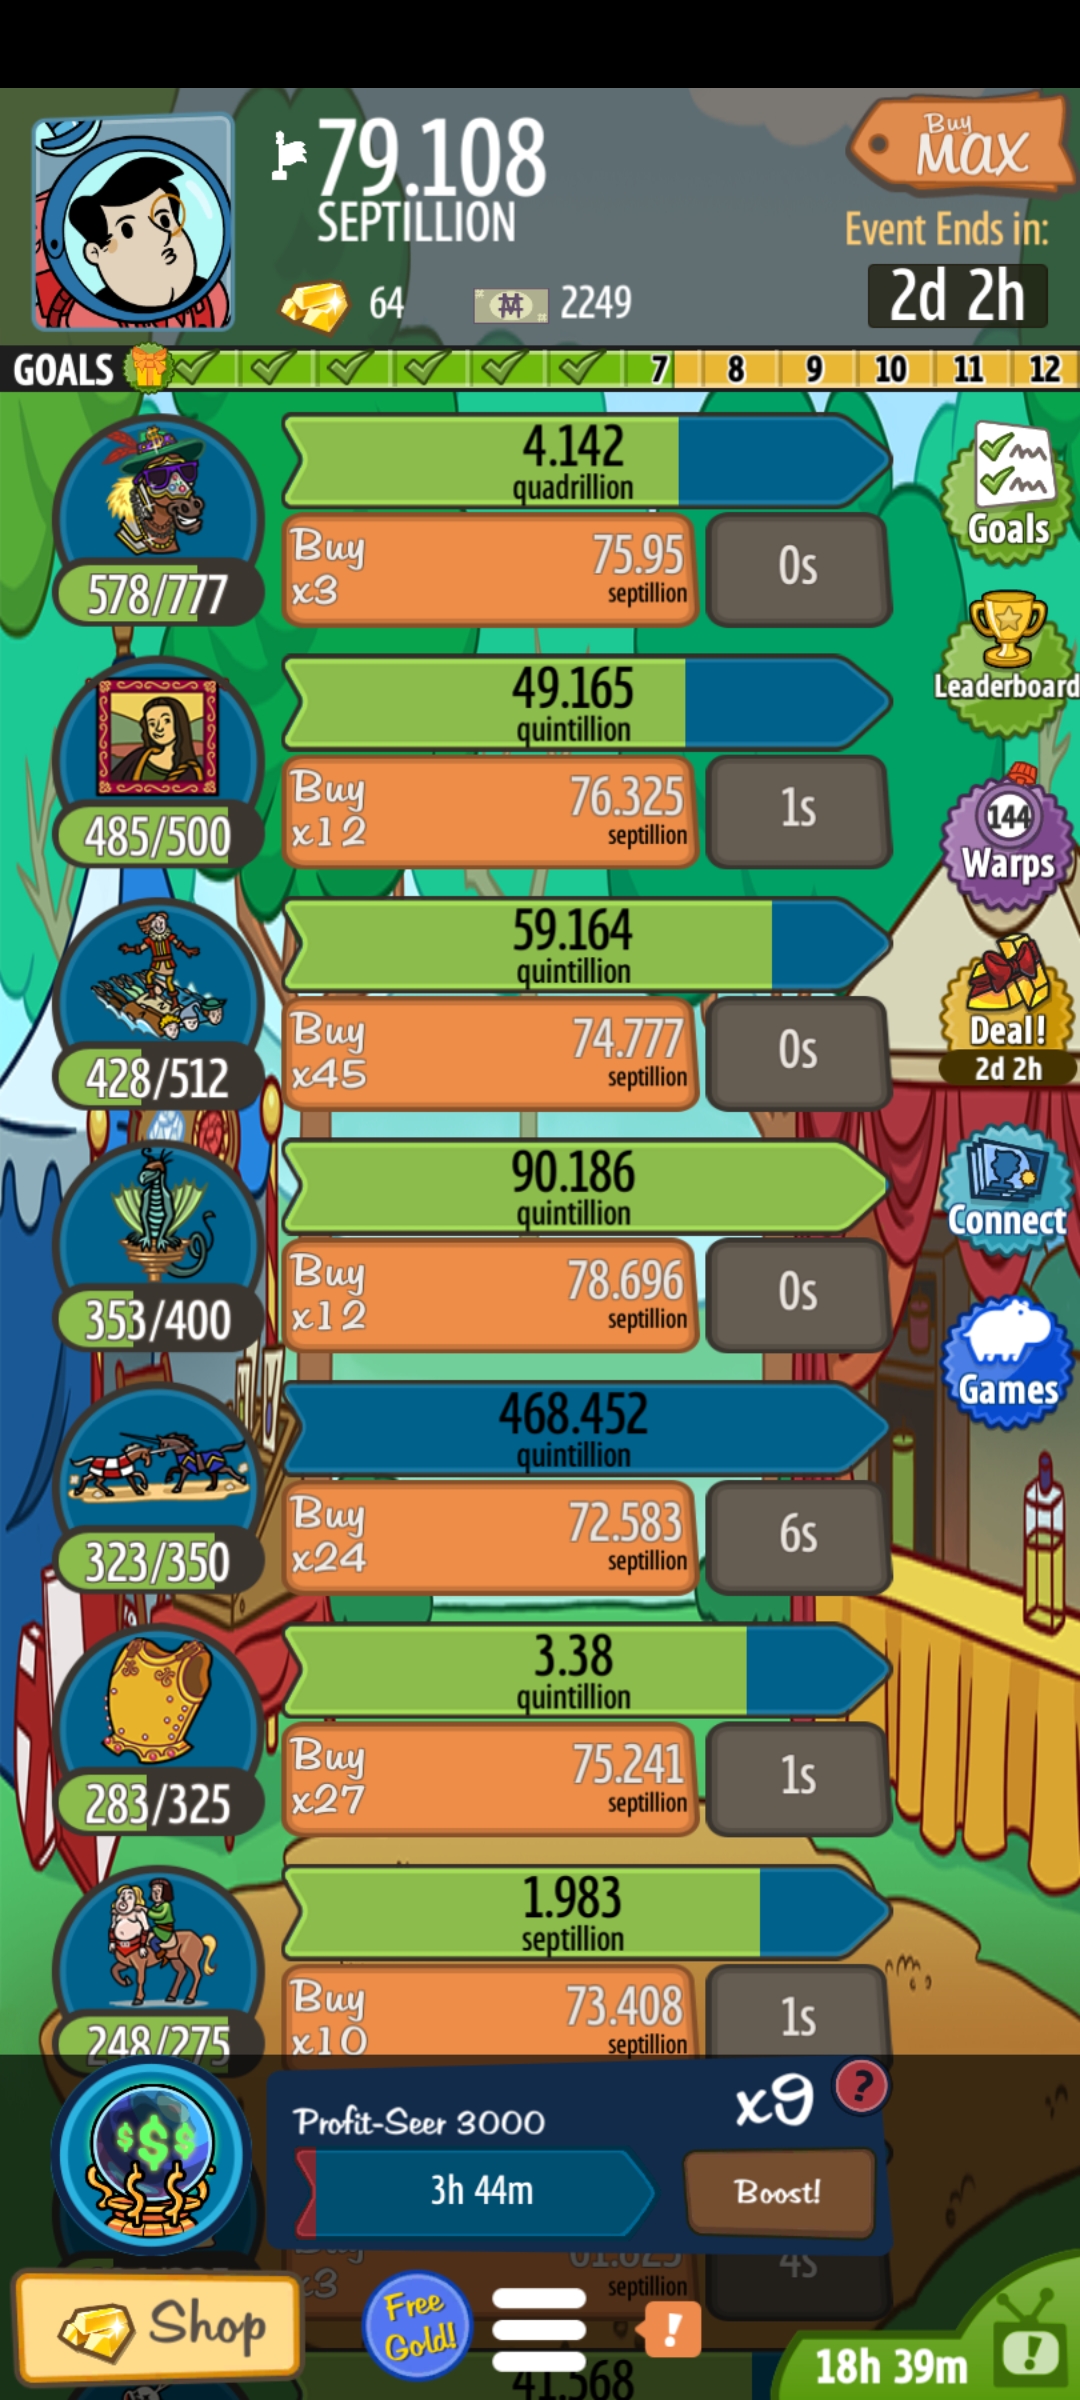 79.108
SEPTILLION
Buy
MAX
Event Ends in:
2d 2h
64
2249
GOALS
7
8
9
10
11
12
4.142
quadrillion
Buy
x3
75.95
septillion
0s
578/777
Goals
49.165
quintillion
Buy
x12
76.325
septillion
1s
485/500
Leaderboard
144
Warps
59.164
quintillion
Buy
x45
74.777
septillion
0s
428/512
Deal!
2d 2h
90.186
quintillion
Buy
x12
78.696
septillion
0s
353/400
Connect
Games
468.452
quintillion
Buy
x24
72.583
septillion
6s
323/350
3.38
quintillion
Buy
x27
75.241
septillion
1s
283/325
1.983
septillion
Buy
x10
73.408
septillion
1s
248/275
$$$
Profit-Seer 3000
x9
?
3h 44m
Boost!
x3
septillion
4s
Shop
Free
Gold!
!
18h 39m
!
41.568